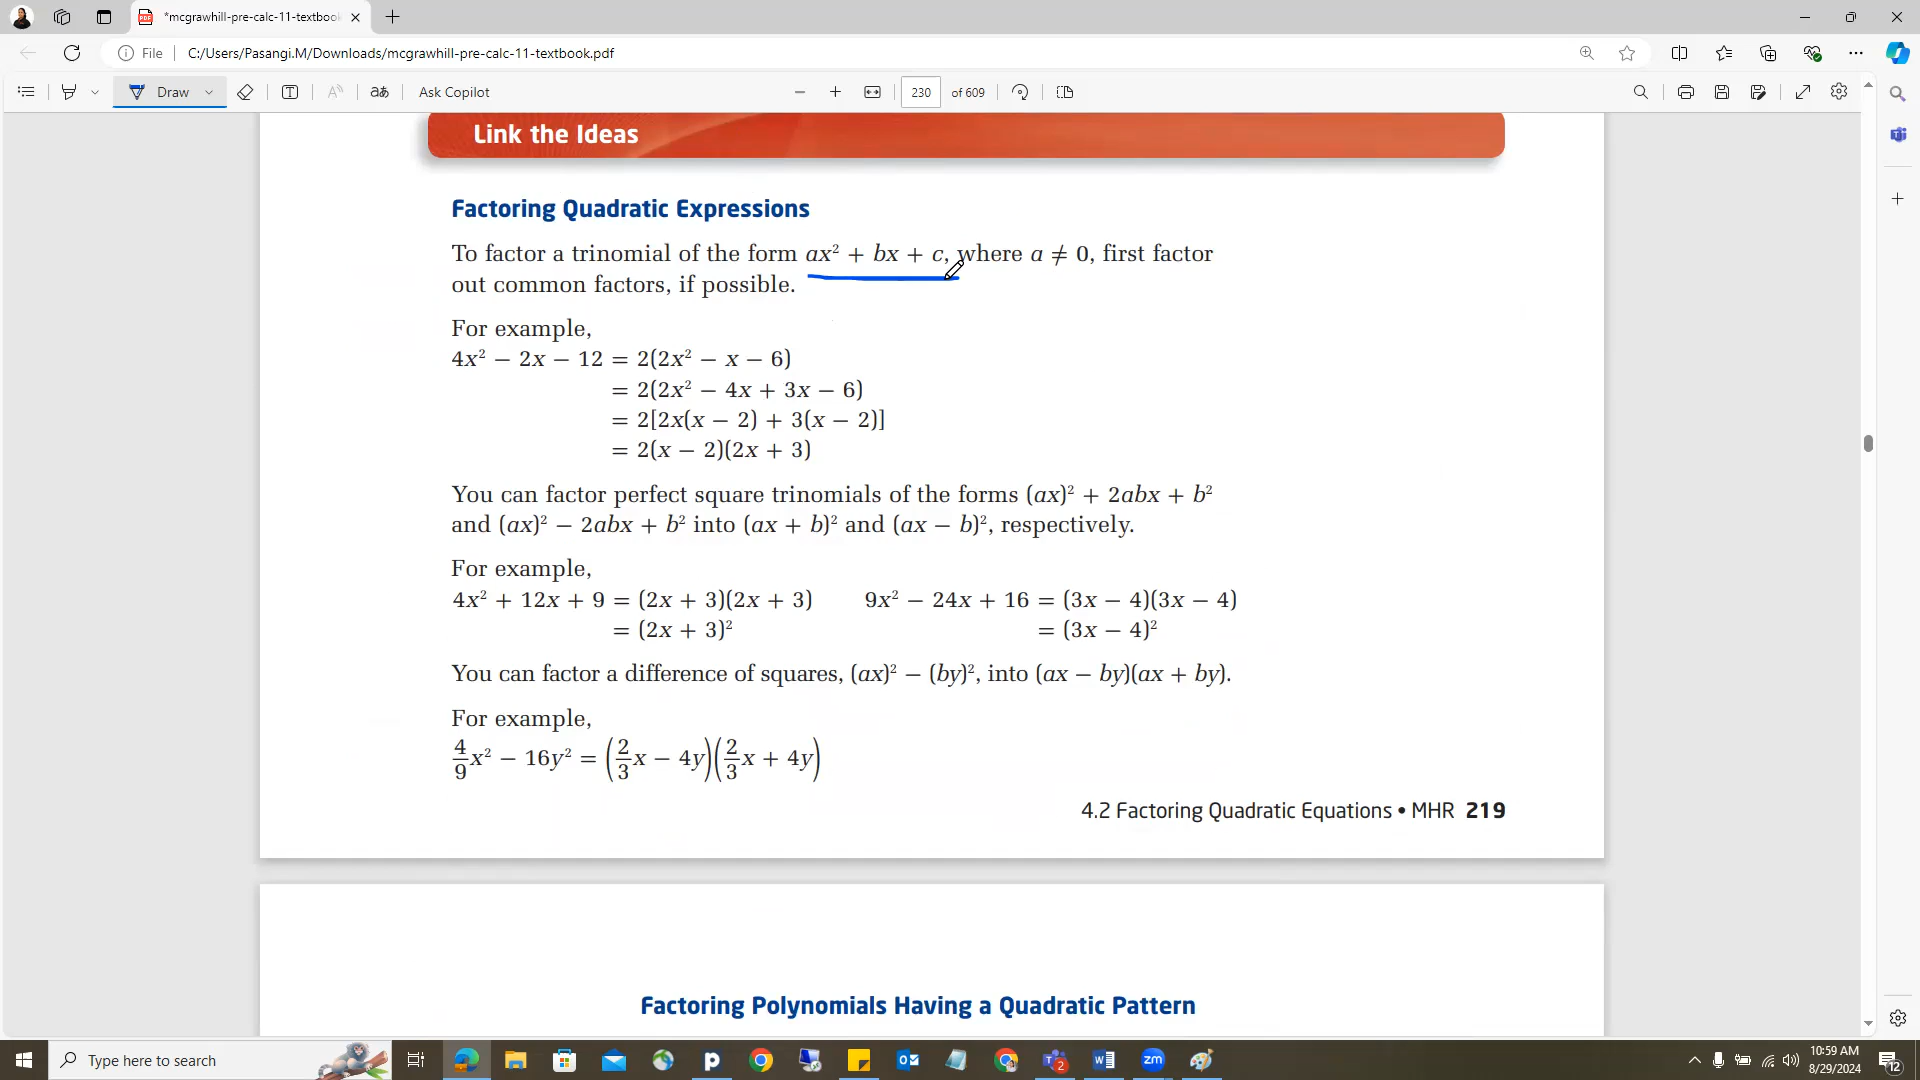 *mcgrawhill-pre-calc-11-textbook
File C:/Users/Pasangi.M/Downloads/mcgrawhill-pre-calc-11-textbook.pdf
Draw Ask Copilot 230 of 609
Link the Ideas
Factoring Quadratic Expressions
To factor a trinomial of the form ax² + bx + c, where a ≠ 0, first factor
out common factors, if possible.
For example,
4x² − 2x − 12 = 2(2x² − x − 6)
= 2(2x² − 4x + 3x − 6)
= 2[2x(x − 2) + 3(x − 2)]
= 2(x − 2)(2x + 3)
You can factor perfect square trinomials of the forms (ax)² + 2abx + b²
and (ax)² − 2abx + b² into (ax + b)² and (ax − b)², respectively.
For example,
4x² + 12x + 9 = (2x + 3)(2x + 3) 9x² − 24x + 16 = (3x − 4)(3x − 4)
= (2x + 3)² = (3x − 4)²
You can factor a difference of squares, (ax)² − (by)², into (ax − by)(ax + by).
For example,
4/9x² − 16y² = (2/3x − 4y)(2/3x + 4y)
4.2 Factoring Quadratic Equations • MHR 219
Factoring Polynomials Having a Quadratic Pattern
Type here to search
10:59 AM
8/29/2024